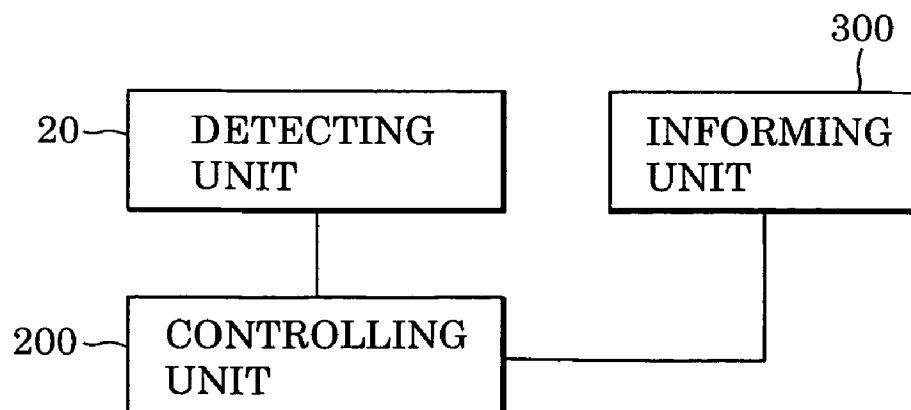 300
20
DETECTING
UNIT
INFORMING
UNIT
200
CONTROLLING
UNIT